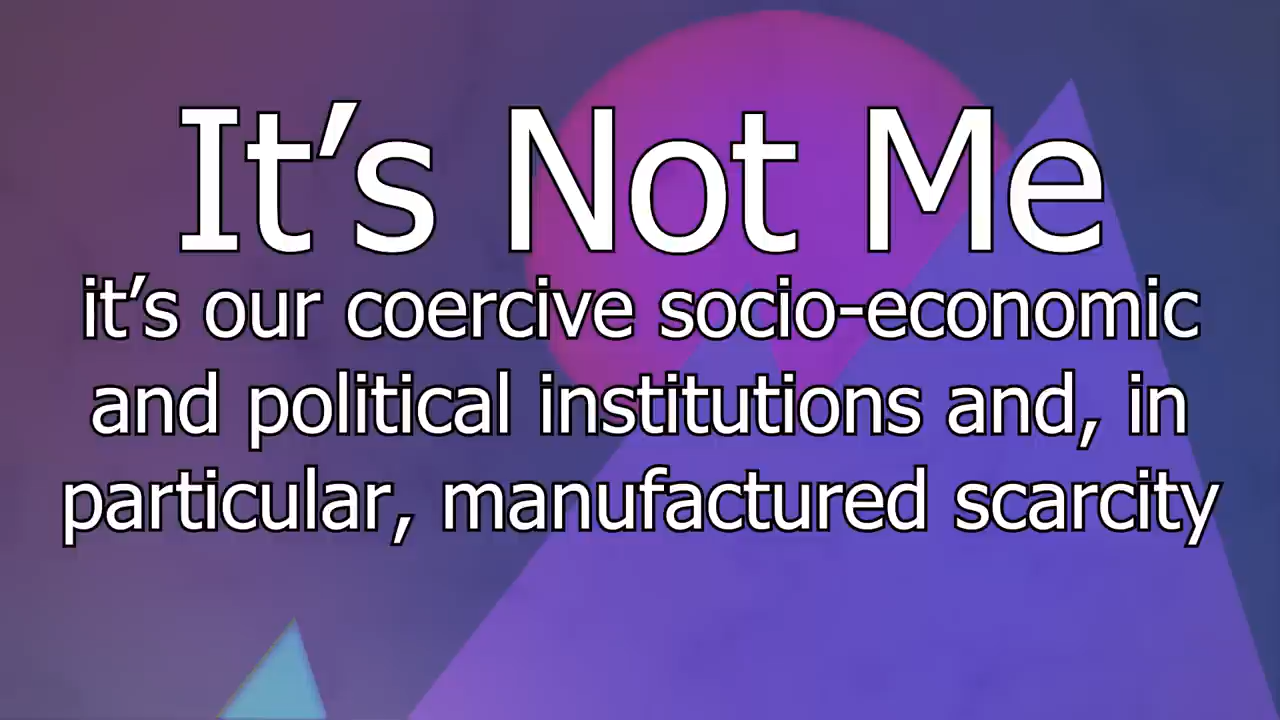 It’s Not Me
it’s our coercive socio-economic
and political institutions and, in
particular, manufactured scarcity